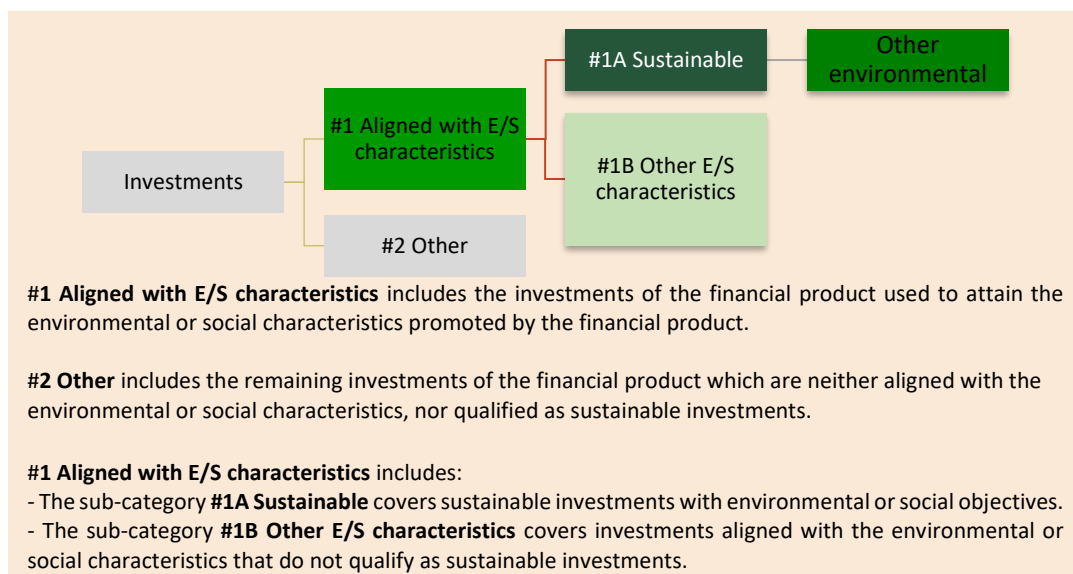 #1A Sustainable
Other
environmental
#1 Aligned with E/S
characteristics
#1B Other E/S
characteristics
Investments
#2 Other
#1 Aligned with E/S characteristics includes the investments of the financial product used to attain the
environmental or social characteristics promoted by the financial product.
#2 Other includes the remaining investments of the financial product which are neither aligned with the
environmental or social characteristics, nor qualified as sustainable investments.
#1 Aligned with E/S characteristics includes:
- The sub-category #1A Sustainable covers sustainable investments with environmental or social objectives.
- The sub-category #1B Other E/S characteristics covers investments aligned with the environmental or
social characteristics that do not qualify as sustainable investments.